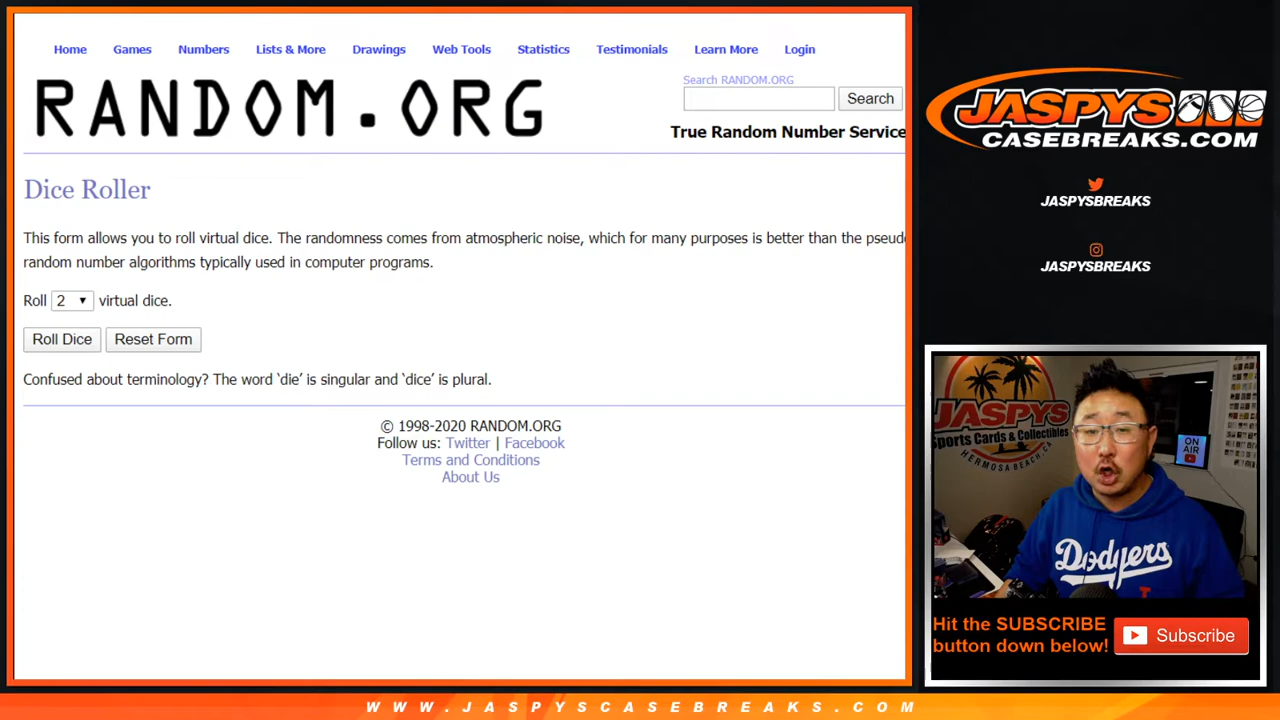 Home Games Numbers Lists & More Drawings Web Tools Statistics Testimonials Learn More Login
RANDOM.ORG
Search RANDOM.ORG
Search
True Random Number Service
Dice Roller
This form allows you to roll virtual dice. The randomness comes from atmospheric noise, which for many purposes is better than the pseudo
random number algorithms typically used in computer programs.
Roll 2 virtual dice.
Roll Dice Reset Form
Confused about terminology? The word ‘die’ is singular and ‘dice’ is plural.
© 1998-2020 RANDOM.ORG
Follow us: Twitter | Facebook
Terms and Conditions
About Us
JASPYS
CASEBREAKS.COM
JASPYSBREAKS
JASPYSBREAKS
JASPYS
Sports Cards & Collectibles
HERMOSA BEACH, CA
ON
AIR
Dodgers
Hit the SUBSCRIBE
button down below!
Subscribe
WWW.JASPYSCASEBREAKS.COM